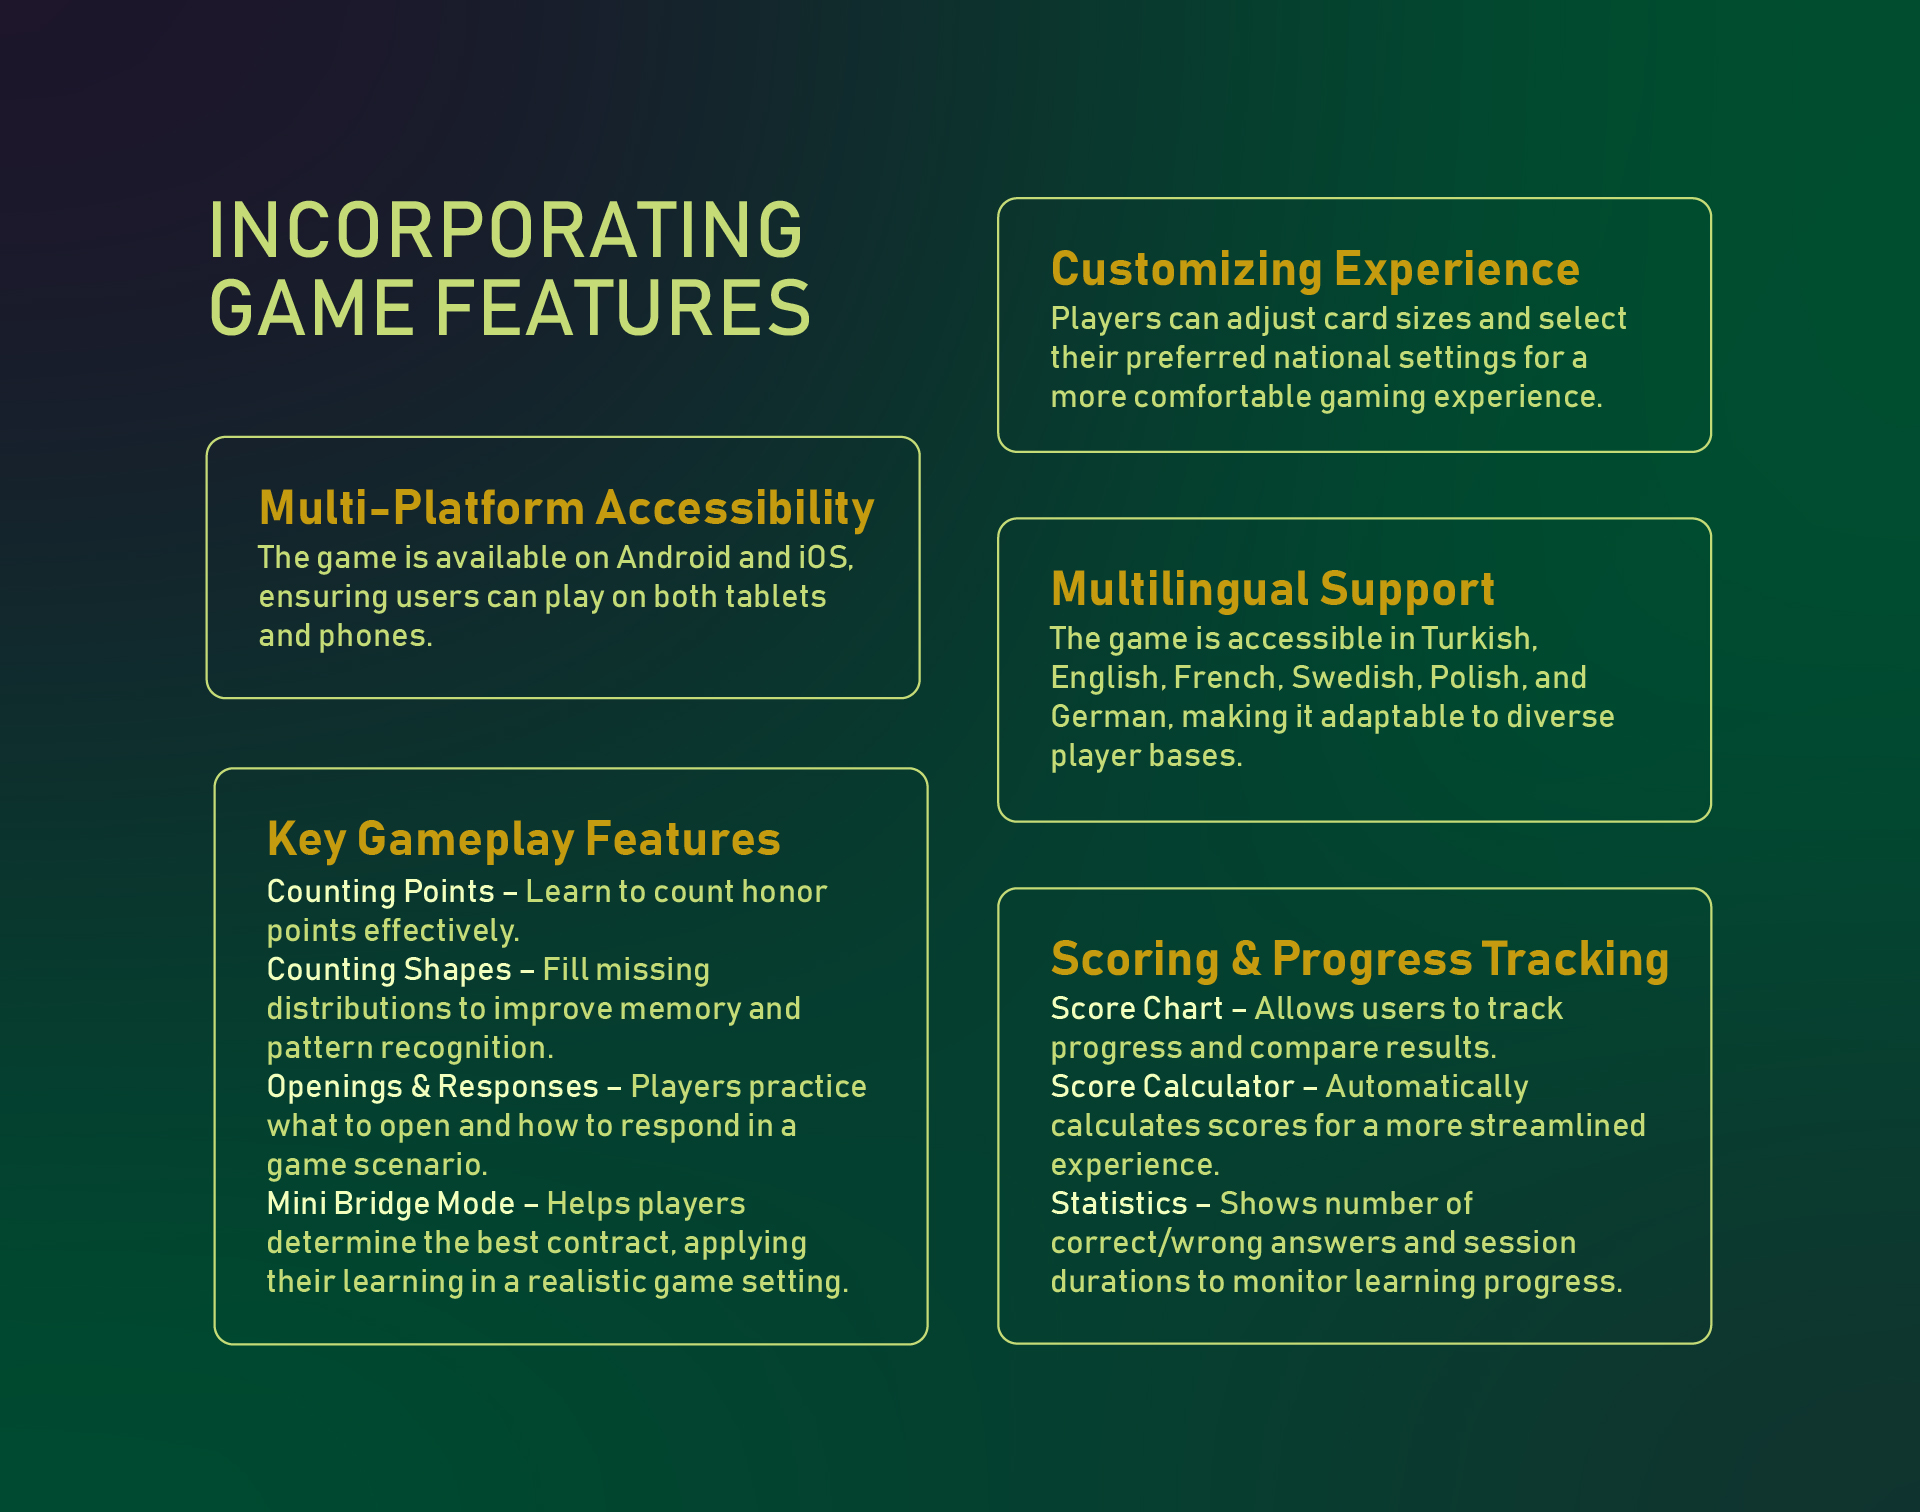 INCORPORATING
GAME FEATURES
Multi-Platform Accessibility
The game is available on Android and iOS,
ensuring users can play on both tablets
and phones.
Key Gameplay Features
Counting Points – Learn to count honor
points effectively.
Counting Shapes – Fill missing
distributions to improve memory and
pattern recognition.
Openings & Responses – Players practice
what to open and how to respond in a
game scenario.
Mini Bridge Mode – Helps players
determine the best contract, applying
their learning in a realistic game setting.
Customizing Experience
Players can adjust card sizes and select
their preferred national settings for a
more comfortable gaming experience.
Multilingual Support
The game is accessible in Turkish,
English, French, Swedish, Polish, and
German, making it adaptable to diverse
player bases.
Scoring & Progress Tracking
Score Chart – Allows users to track
progress and compare results.
Score Calculator – Automatically
calculates scores for a more streamlined
experience.
Statistics – Shows number of
correct/wrong answers and session
durations to monitor learning progress.